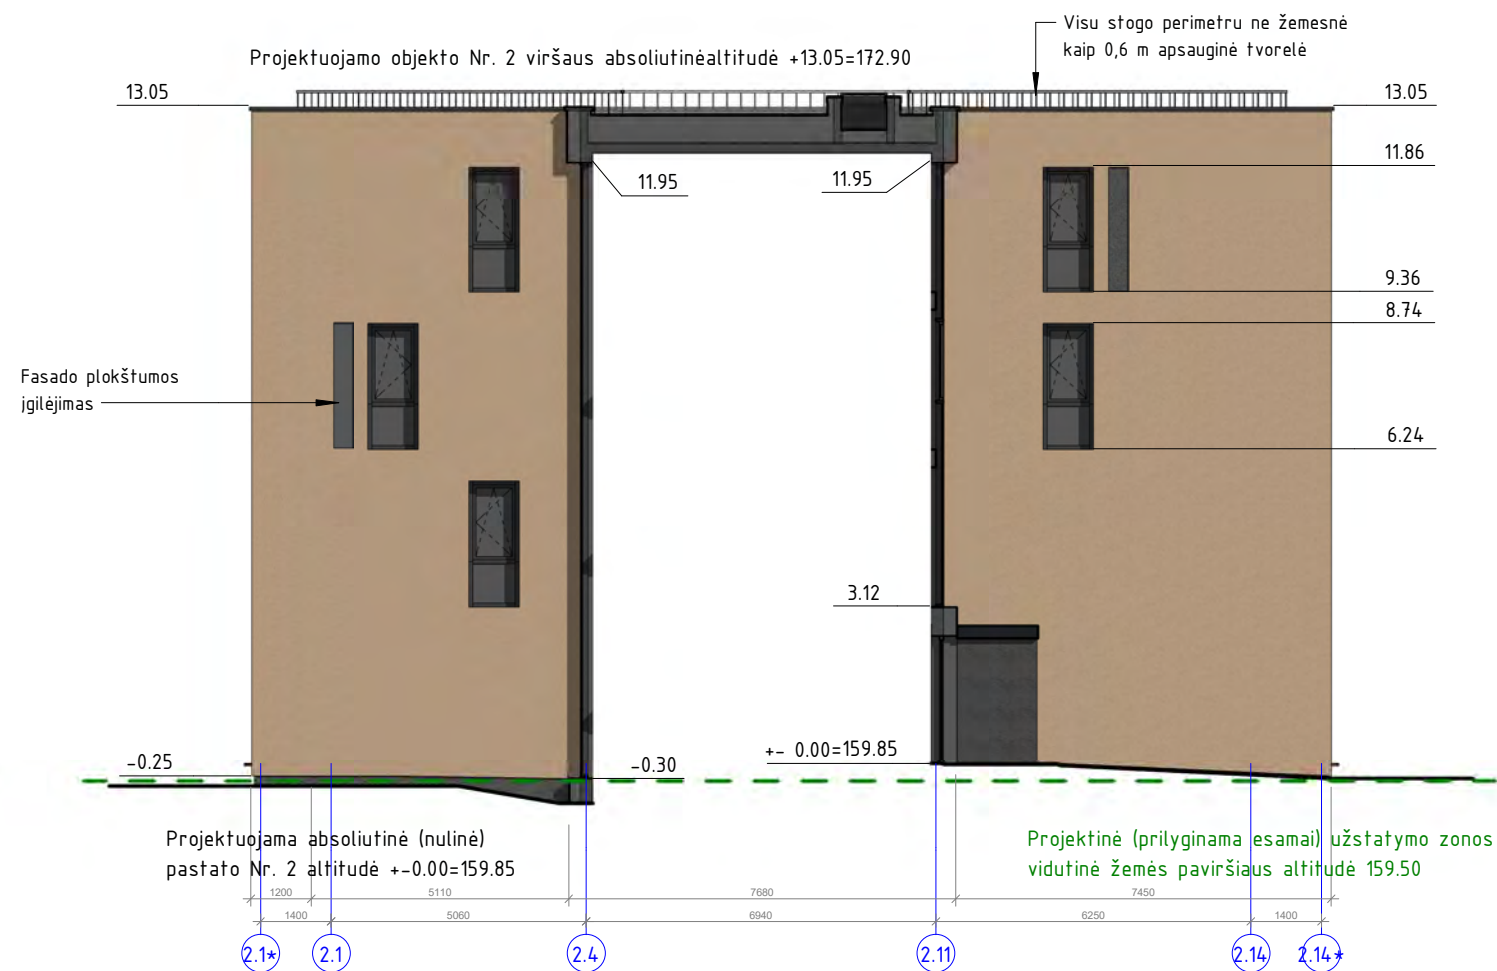 Visu stogo perimetru ne žemesnė
kaip 0,6 m apsauginė tvorelė
Projektuojamo objekto Nr. 2 viršaus absoliutinėaltitudė +13.05=172.90
13.05
13.05
11.86
11.95
11.95
9.36
8.74
Fasado plokštumos
įgilėjimas
6.24
3.12
+- 0.00=159.85
-0.25
-0.30
Projektuojama absoliutinė (nulinė)
pastato Nr. 2 altitudė +-0.00=159.85
Projektinė (prilyginama esamai) užstatymo zonos
vidutinė žemės paviršiaus altitudė 159.50
1200 5110 7680 7450
1400 5060 6940 6250 1400
2.1* 2.1 2.4 2.11 2.14 2.14*